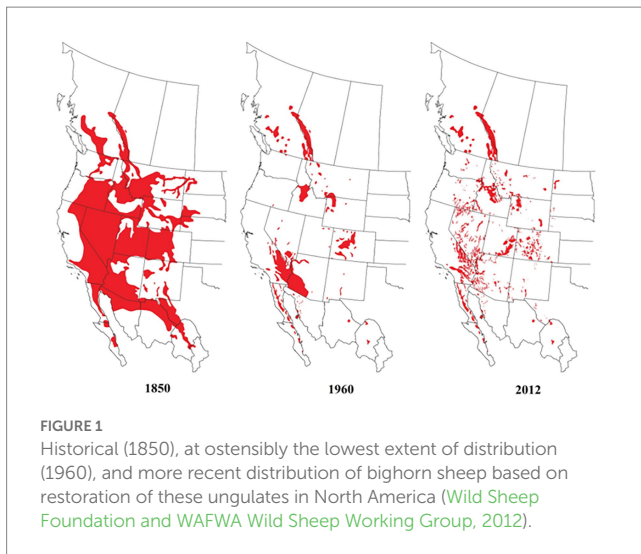 1850 1960 2012
FIGURE 1
Historical (1850), at ostensibly the lowest extent of distribution
(1960), and more recent distribution of bighorn sheep based on
restoration of these ungulates in North America (Wild Sheep
Foundation and WAFWA Wild Sheep Working Group, 2012).